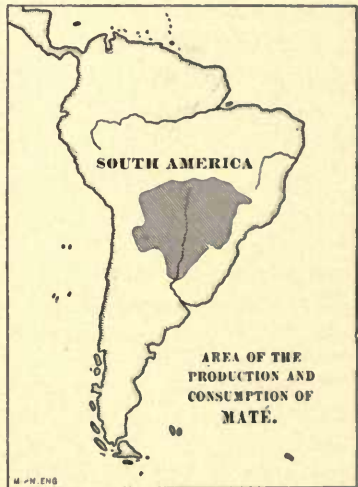 SOUTH AMERICA
AREA OF THE
PRODUCTION AND
CONSUMPTION OF
MATÉ.